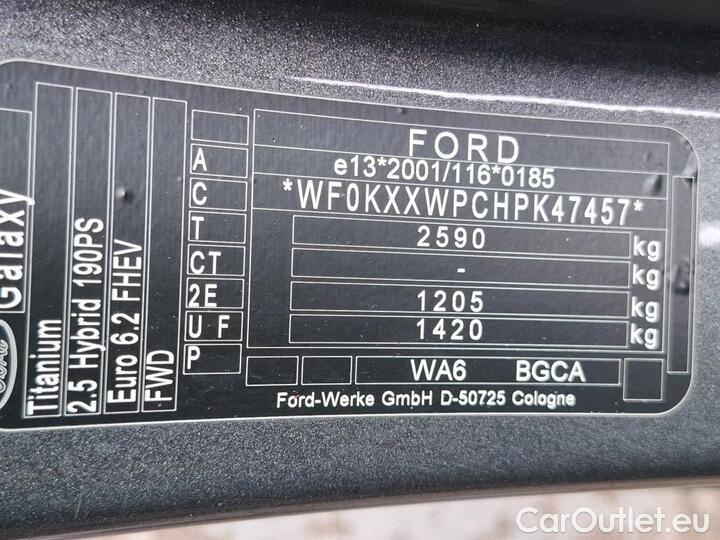 Galaxy
Ford
Titanium
2.5 Hybrid 190PS
Euro 6.2 FHEV
FWD
A
C
T
CT
2E
U F
P
FORD
e13*2001/116*0185
*WF0KXXWPCHPK47457*
2590 kg
- kg
1205 kg
1420 kg
WA6 BGCA
Ford-Werke GmbH D-50725 Cologne
CarOutlet.eu